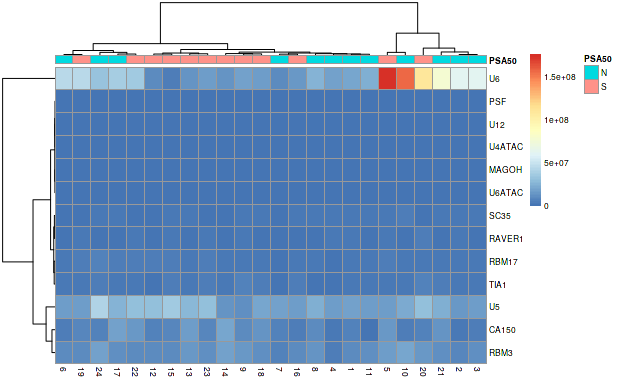 PSA50
U6
PSF
U12
U4ATAC
MAGOH
U6ATAC
SC35
RAVER1
RBM17
TIA1
U5
CA150
RBM3
6 19 24 17 22 12 15 13 23 14 9 18 7 16 8 4 1 11 5 10 20 21 2 3
1.5e+08
1e+08
5e+07
0
PSA50
N
S